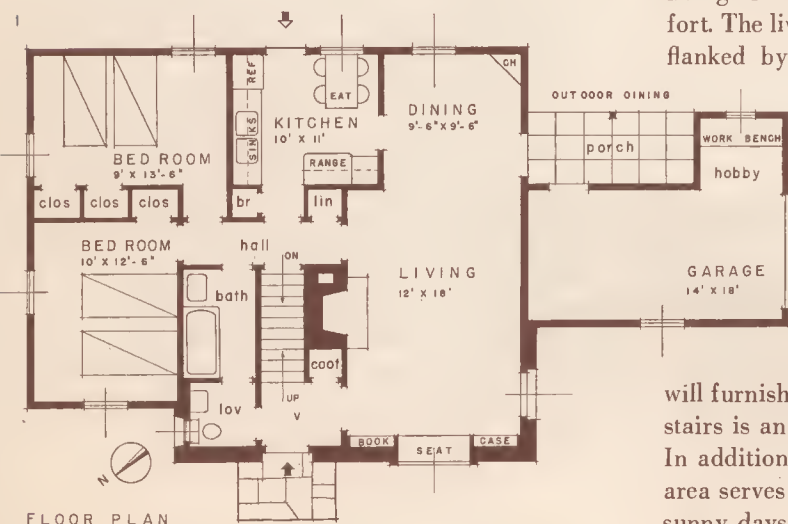 fort. The liv
flanked by
OUTDOOR DINING
REF
EAT
CH
KITCHEN
10' X 11'
DINING
9'-6" X 9'-6"
SINKS
RANGE
porch
WORK BENCH
hobby
BED ROOM
9' X 13'-6"
clos
clos
clos
br
lin
BED ROOM
10' X 12'-6"
hall
DN
LIVING
12' X 18'
GARAGE
14' X 18'
bath
coat
UP
lav
V
BOOK
SEAT
CASE
N
FLOOR PLAN
will furnish
stairs is an
In addition
area serves
sunny days